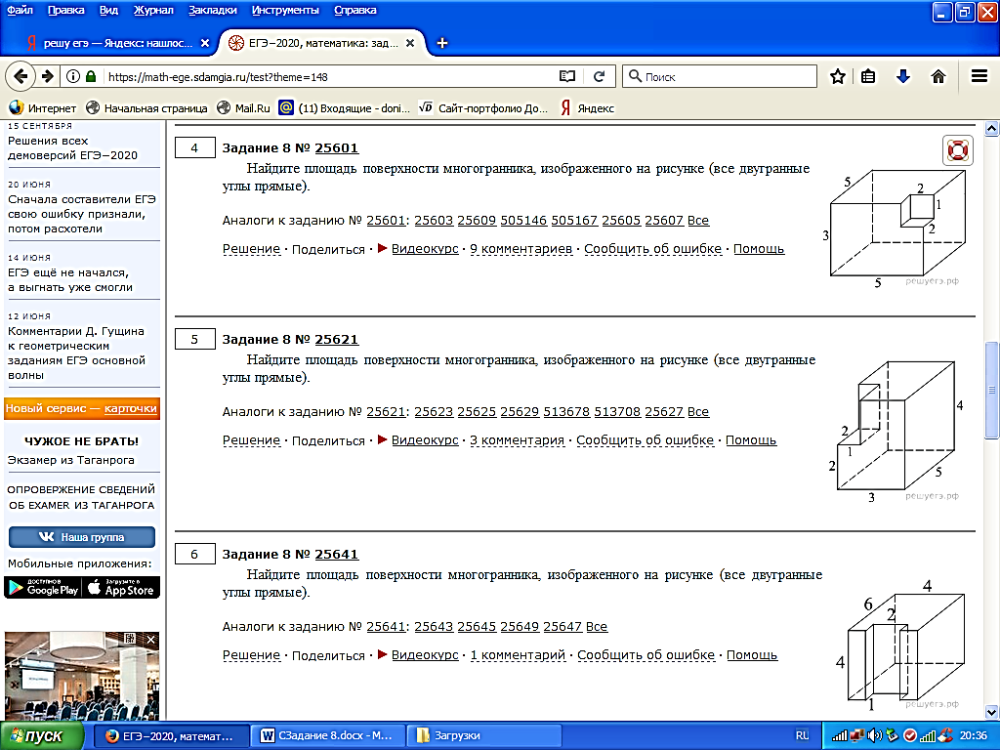 Файл Правка Вид Журнал Закладки Инструменты Справка
решу егэ — Яндекс: нашлос...
ЕГЭ–2020, математика: зад...
https://math-ege.sdamgia.ru/test?theme=148
Поиск
Интернет Начальная страница Mail.Ru (11) Входящие - doni... Сайт-портфолио До... Яндекс
15 СЕНТЯБРЯ
Решения всех
демоверсий ЕГЭ–2020
20 ИЮНЯ
Сначала составители ЕГЭ
свою ошибку признали,
потом расхотели
14 ИЮНЯ
ЕГЭ ещё не начался,
а выгнать уже смогли
12 ИЮНЯ
Комментарии Д. Гущина
к геометрическим
заданиям ЕГЭ основной
волны
Новый сервис — карточки
ЧУЖОЕ НЕ БРАТЬ!
Экзамер из Таганрога
ОПРОВЕРЖЕНИЕ СВЕДЕНИЙ
ОБ EXAMER ИЗ ТАГАНРОГА
Наша группа
Мобильные приложения:
ДОСТУПНО В
Google Play
Загрузите в
App Store
4
Задание 8 № 25601
Найдите площадь поверхности многогранника, изображенного на рисунке (все двугранные
углы прямые).
Аналоги к заданию № 25601: 25603 25609 505146 505167 25605 25607 Все
Решение · Поделиться · Видеокурс · 9 комментариев · Сообщить об ошибке · Помощь
5
2
1
2
3
5
решуегэ.рф
5
Задание 8 № 25621
Найдите площадь поверхности многогранника, изображенного на рисунке (все двугранные
углы прямые).
Аналоги к заданию № 25621: 25623 25625 25629 513678 513708 25627 Все
Решение · Поделиться · Видеокурс · 3 комментария · Сообщить об ошибке · Помощь
4
2
1
2
5
3
решуегэ.рф
6
Задание 8 № 25641
Найдите площадь поверхности многогранника, изображенного на рисунке (все двугранные
углы прямые).
Аналоги к заданию № 25641: 25643 25645 25649 25647 Все
Решение · Поделиться · Видеокурс · 1 комментарий · Сообщить об ошибке · Помощь
4
6
2
4
1
решуегэ.рф
пуск
ЕГЭ–2020, математ...
С3адание 8.docx - М...
Загрузки
RU
20:36